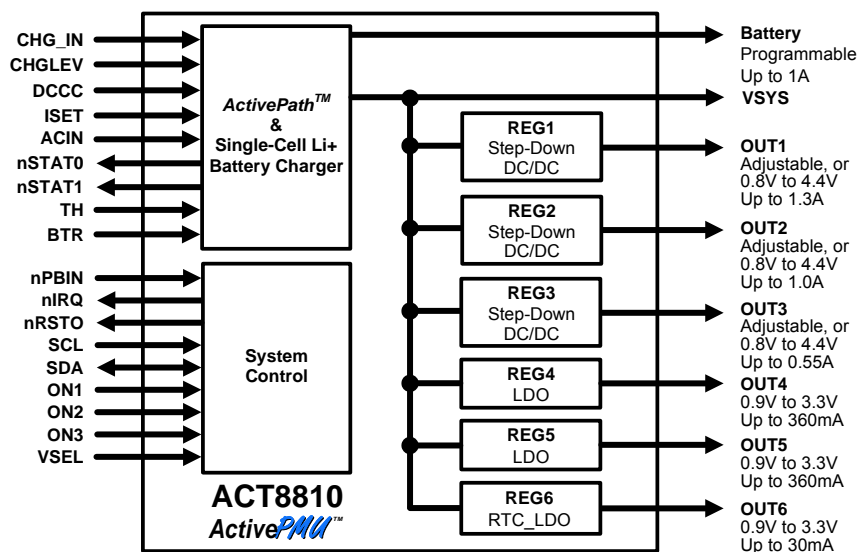 CHG_IN
CHGLEV
DCCC
ISET
ACIN
nSTAT0
nSTAT1
TH
BTR
nPBIN
nIRQ
nRSTO
SCL
SDA
ON1
ON2
ON3
VSEL
ActivePath™
&
Single-Cell Li+
Battery Charger
System
Control
ACT8810
ActivePMU™
REG1
Step-Down
DC/DC
REG2
Step-Down
DC/DC
REG3
Step-Down
DC/DC
REG4
LDO
REG5
LDO
REG6
RTC_LDO
Battery
Programmable
Up to 1A
VSYS
OUT1
Adjustable, or
0.8V to 4.4V
Up to 1.3A
OUT2
Adjustable, or
0.8V to 4.4V
Up to 1.0A
OUT3
Adjustable, or
0.8V to 4.4V
Up to 0.55A
OUT4
0.9V to 3.3V
Up to 360mA
OUT5
0.9V to 3.3V
Up to 360mA
OUT6
0.9V to 3.3V
Up to 30mA